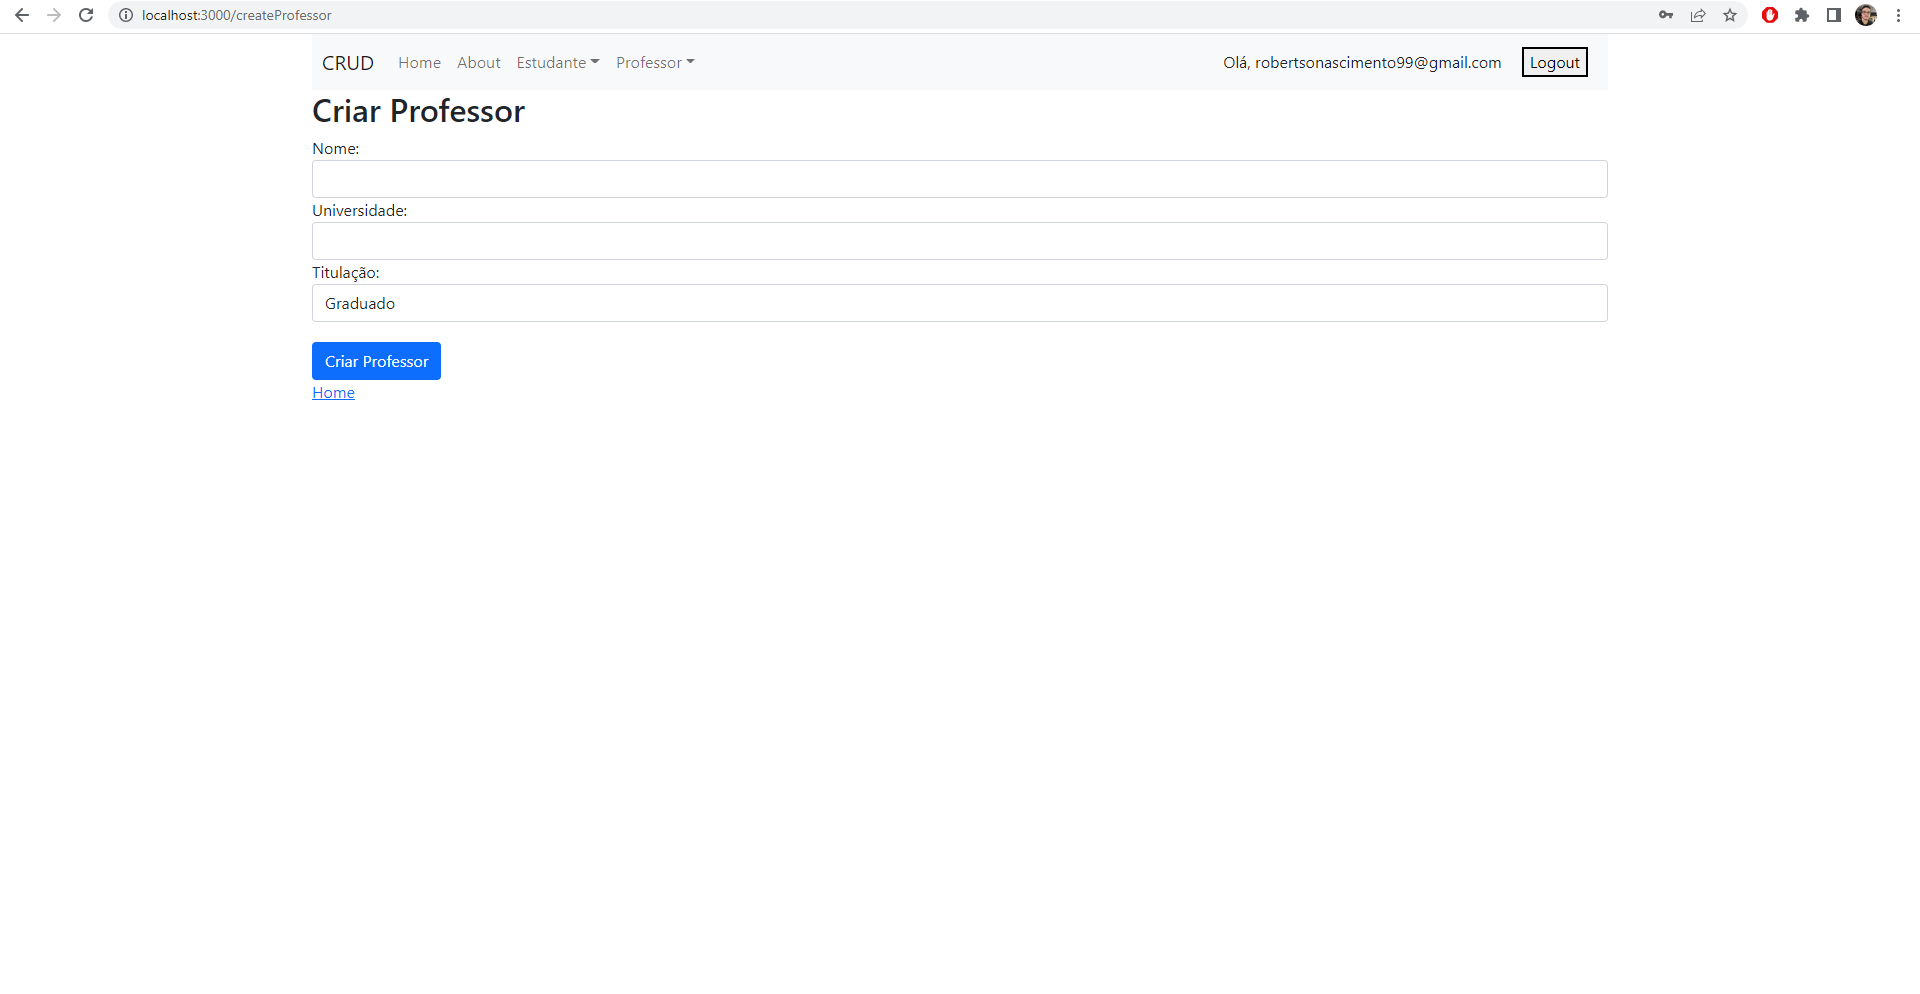 localhost:3000/createProfessor
CRUD Home About Estudante Professor Olá, robertsonascimento99@gmail.com Logout
Criar Professor
Nome:
Universidade:
Titulação:
Graduado
Criar Professor
Home